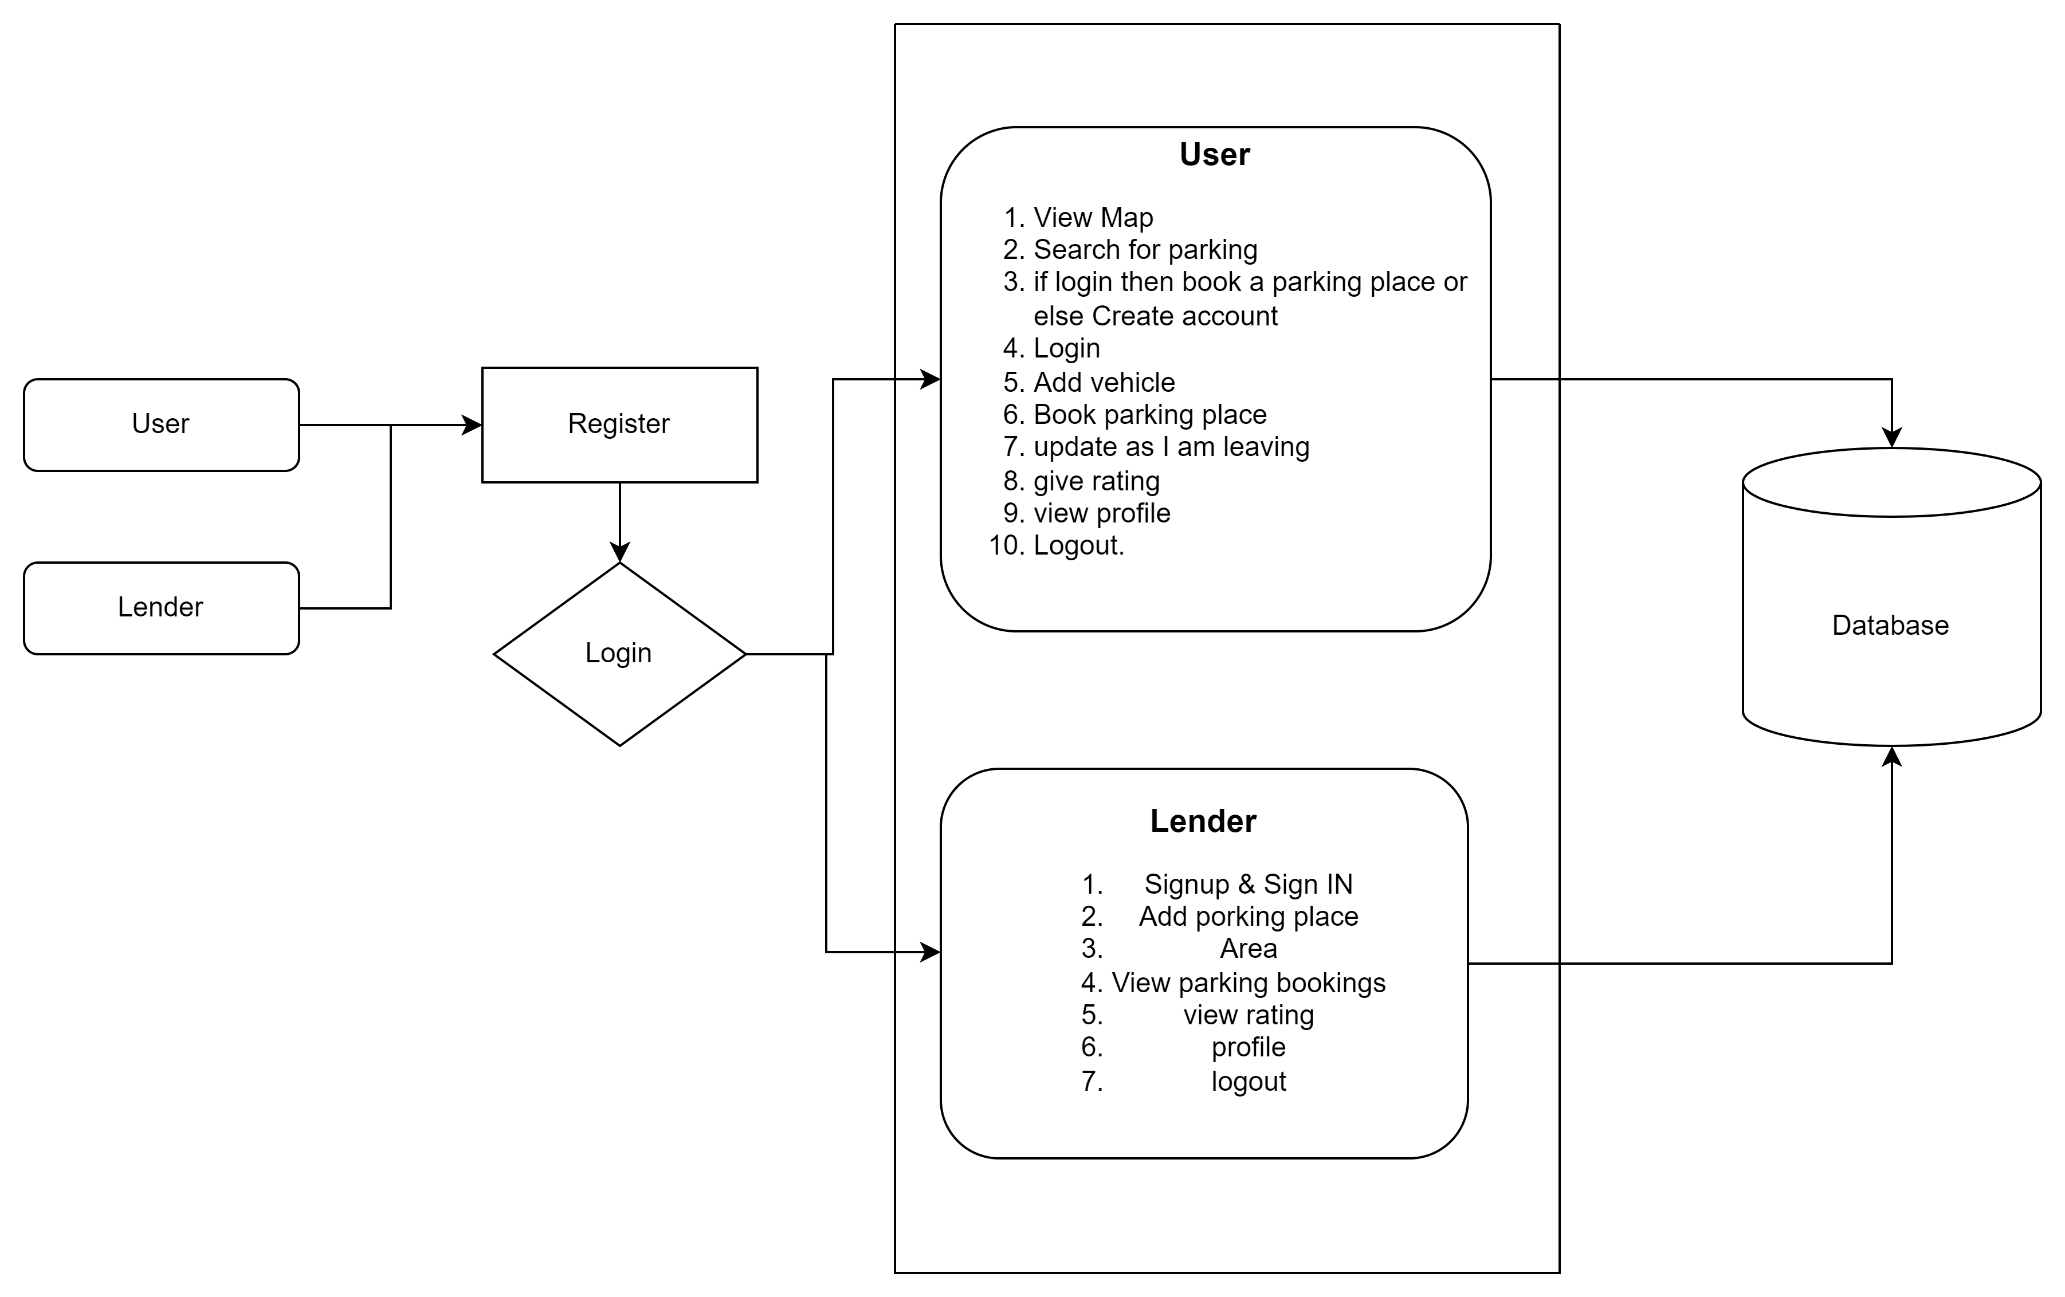 User
Lender
Register
Login
User
1. View Map
2. Search for parking
3. if login then book a parking place or
else Create account
4. Login
5. Add vehicle
6. Book parking place
7. update as I am leaving
8. give rating
9. view profile
10. Logout.
Lender
1. Signup & Sign IN
2. Add porking place
3. Area
4. View parking bookings
5. view rating
6. profile
7. logout
Database